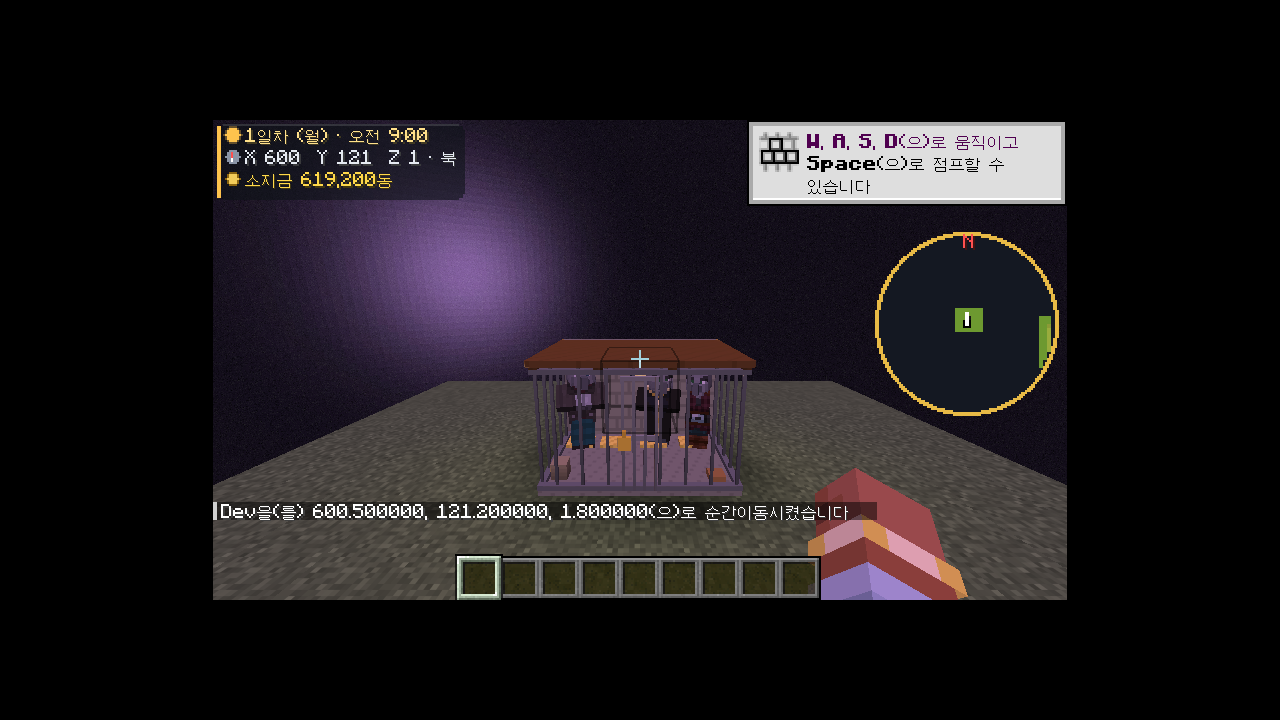 1일차 (월) · 오전 9:00
X 600 Y 121 Z 1 · 북
소지금 619,200동
W, A, S, D(으)로 움직이고
Space(으)로 점프할 수
있습니다
N
Dev을(를) 600.500000, 121.200000, 1.800000(으)로 순간이동시켰습니다